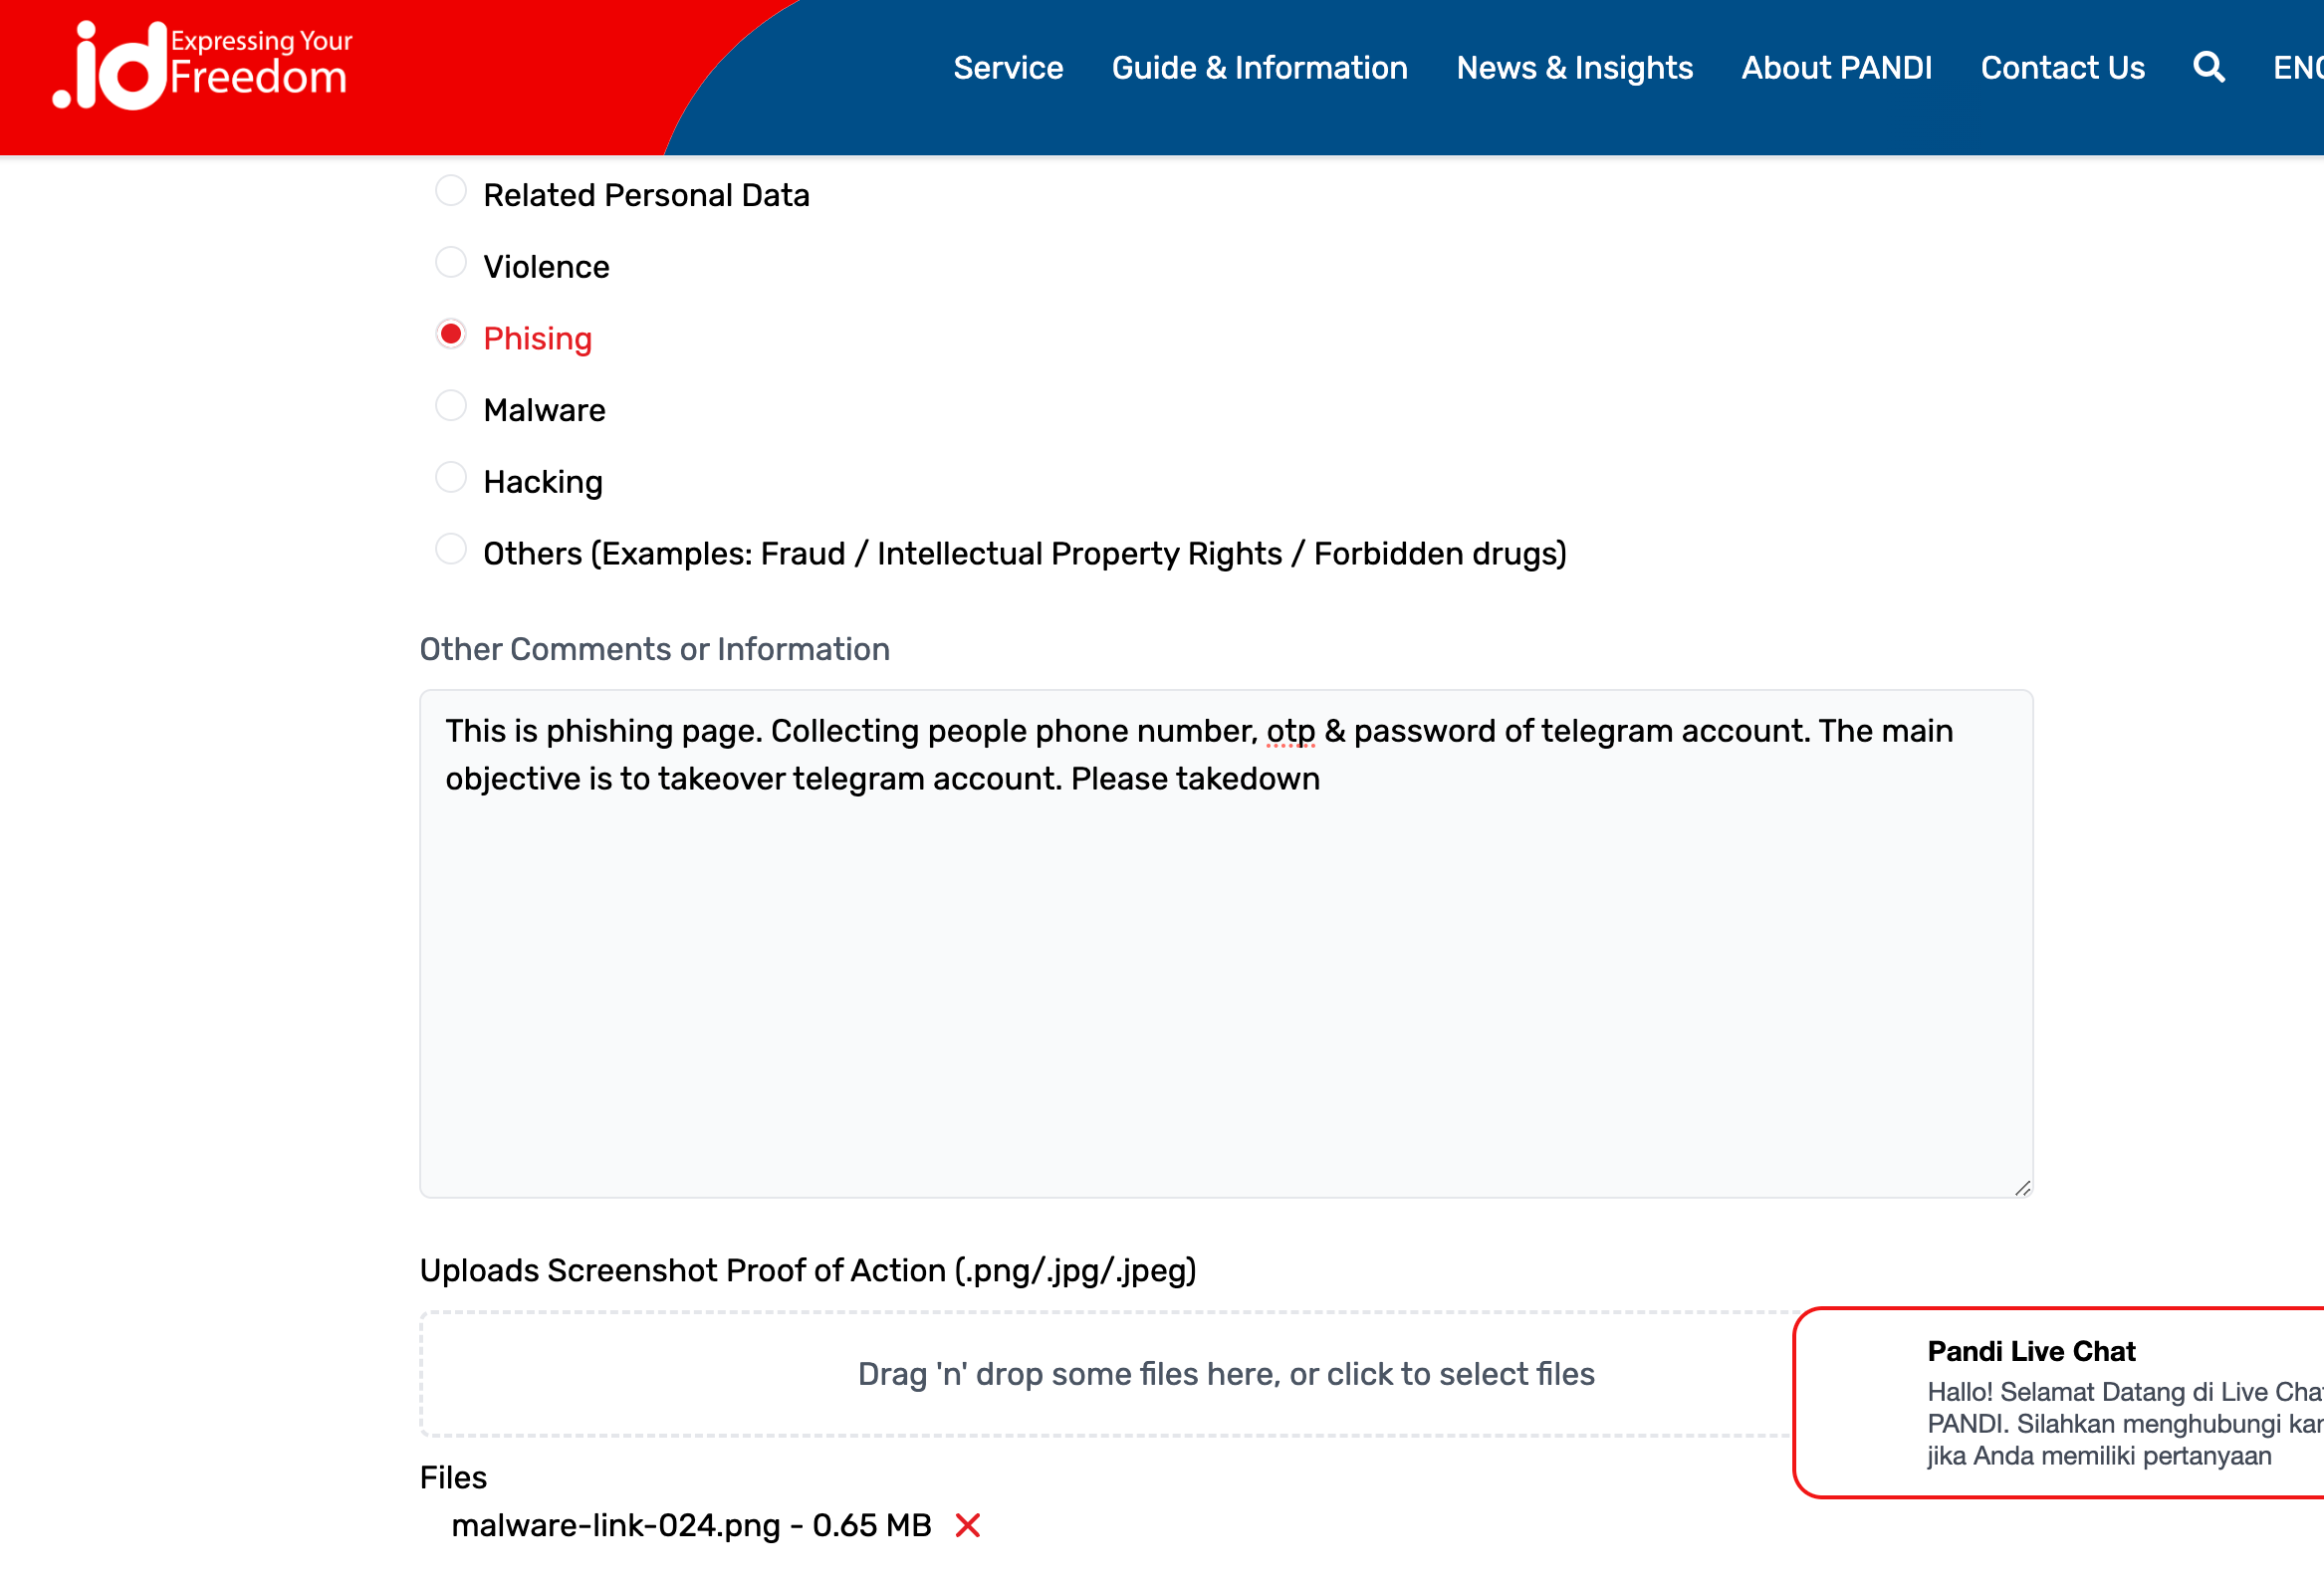 .id Expressing Your
Freedom
Service Guide & Information News & Insights About PANDI Contact Us
Related Personal Data
Violence
Phising
Malware
Hacking
Others (Examples: Fraud / Intellectual Property Rights / Forbidden drugs)
Other Comments or Information
This is phishing page. Collecting people phone number, otp & password of telegram account. The main
objective is to takeover telegram account. Please takedown
Uploads Screenshot Proof of Action (.png/.jpg/.jpeg)
Drag 'n' drop some files here, or click to select files
Pandi Live Chat
Hallo! Selamat Datang di Live
PANDI. Silahkan menghubungi
jika Anda memiliki pertanyaan
Files
malware-link-024.png - 0.65 MB